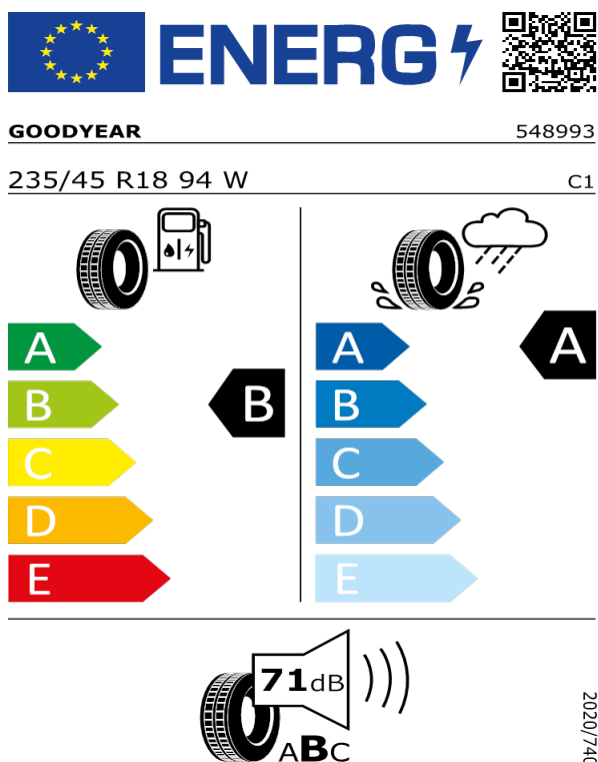 ENERG
GOODYEAR 548993
235/45 R18 94 W C1
A A A
B B B
C C
D D
E E
71dB
ABC
2020/740